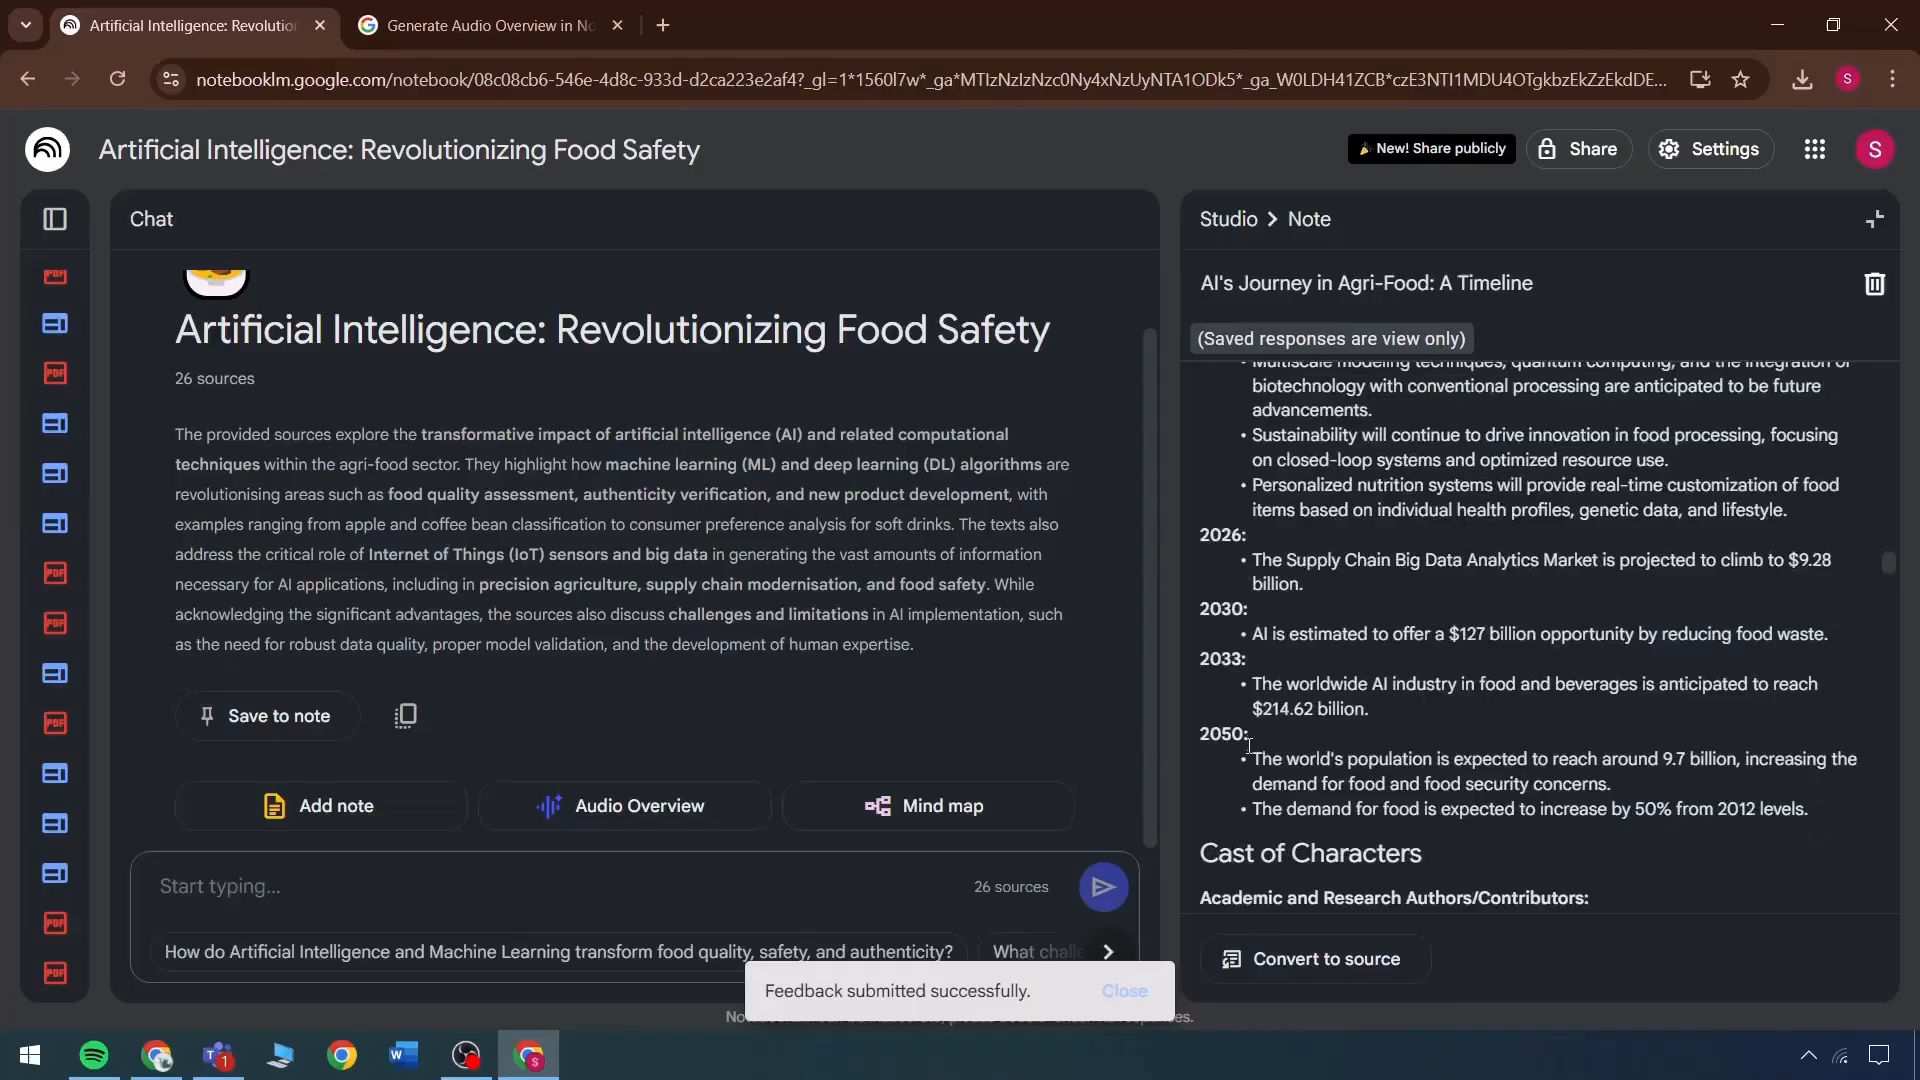 Artificial Intelligence: Revolutio
Generate Audio Overview in No
notebooklm.google.com/notebook/08c08cb6-546e-4d8c-933d-d2ca223e2af4?_gl=1*1560l7w*_ga*MTIzNzIzNzc0Ny4xNzUyNTA1ODk5*_ga_W0LDH41ZCB*czE3NTI1MDU4OTgkbzEkZzEkdDE...
S
Artificial Intelligence: Revolutionizing Food Safety
New! Share publicly
Share
Settings
S
Chat
Artificial Intelligence: Revolutionizing Food Safety
26 sources
The provided sources explore the transformative impact of artificial intelligence (AI) and related computational
techniques within the agri-food sector. They highlight how machine learning (ML) and deep learning (DL) algorithms are
revolutionising areas such as food quality assessment, authenticity verification, and new product development, with
examples ranging from apple and coffee bean classification to consumer preference analysis for soft drinks. The texts also
address the critical role of Internet of Things (IoT) sensors and big data in generating the vast amounts of information
necessary for AI applications, including in precision agriculture, supply chain modernisation, and food safety. While
acknowledging the significant advantages, the sources also discuss challenges and limitations in AI implementation, such
as the need for robust data quality, proper model validation, and the development of human expertise.
Save to note
Add note
Audio Overview
Mind map
Start typing...
26 sources
How do Artificial Intelligence and Machine Learning transform food quality, safety, and authenticity?
What chall
Feedback submitted successfully.
Close
Studio > Note
AI's Journey in Agri-Food: A Timeline
(Saved responses are view only)
• Multiscale modeling techniques, quantum computing, and the integration of
biotechnology with conventional processing are anticipated to be future
advancements.
• Sustainability will continue to drive innovation in food processing, focusing
on closed-loop systems and optimized resource use.
• Personalized nutrition systems will provide real-time customization of food
items based on individual health profiles, genetic data, and lifestyle.
2026:
• The Supply Chain Big Data Analytics Market is projected to climb to $9.28
billion.
2030:
• AI is estimated to offer a $127 billion opportunity by reducing food waste.
2033:
• The worldwide AI industry in food and beverages is anticipated to reach
$214.62 billion.
2050:
• The world's population is expected to reach around 9.7 billion, increasing the
demand for food and food security concerns.
• The demand for food is expected to increase by 50% from 2012 levels.
Cast of Characters
Academic and Research Authors/Contributors:
Convert to source